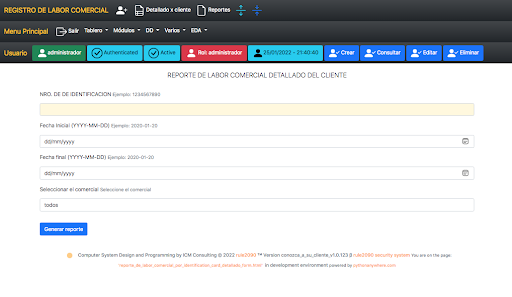 REGISTRO DE LABOR COMERCIAL Detallado x cliente Reportes
Menu Principal Salir Tablero Módulos DD Varios EDA
Usuario administrador Authenticated Active Rol: administrador 25/01/2022 - 21:40:40 Crear Consultar Editar Eliminar
REPORTE DE LABOR COMERCIAL DETALLADO DEL CLIENTE
NRO. DE DE IDENTIFICACION Ejemplo: 1234567890
Fecha Inicial (YYYY-MM-DD) Ejemplo: 2020-01-20
dd/mm/yyyy
Fecha final (YYYY-MM-DD) Ejemplo: 2020-01-20
dd/mm/yyyy
Seleccionar el comercial Seleccione el comercial
todos
Generar reporte
Computer System Design and Programming by ICM Consulting @ 2022 rule2090 ™ Version conozca_a_su_cliente_v1.0.123 β rule2090 security system You are on the page:
in development environment powered by pythonanywhere.com